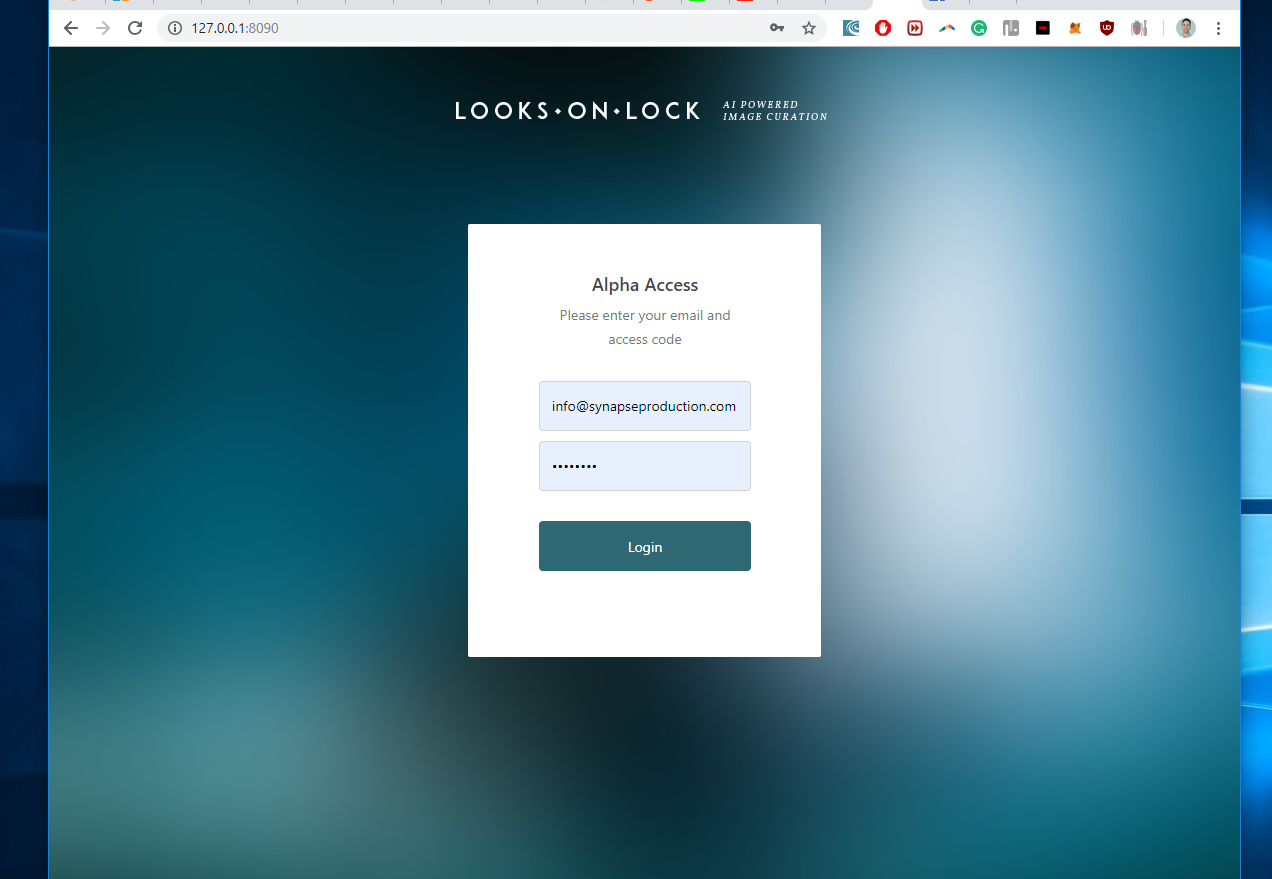 127.0.0.1:8090
LOOKS•ON•LOCK
AI POWERED
IMAGE CURATION
Alpha Access
Please enter your email and
access code
info@synapseproduction.com
••••••••
Login